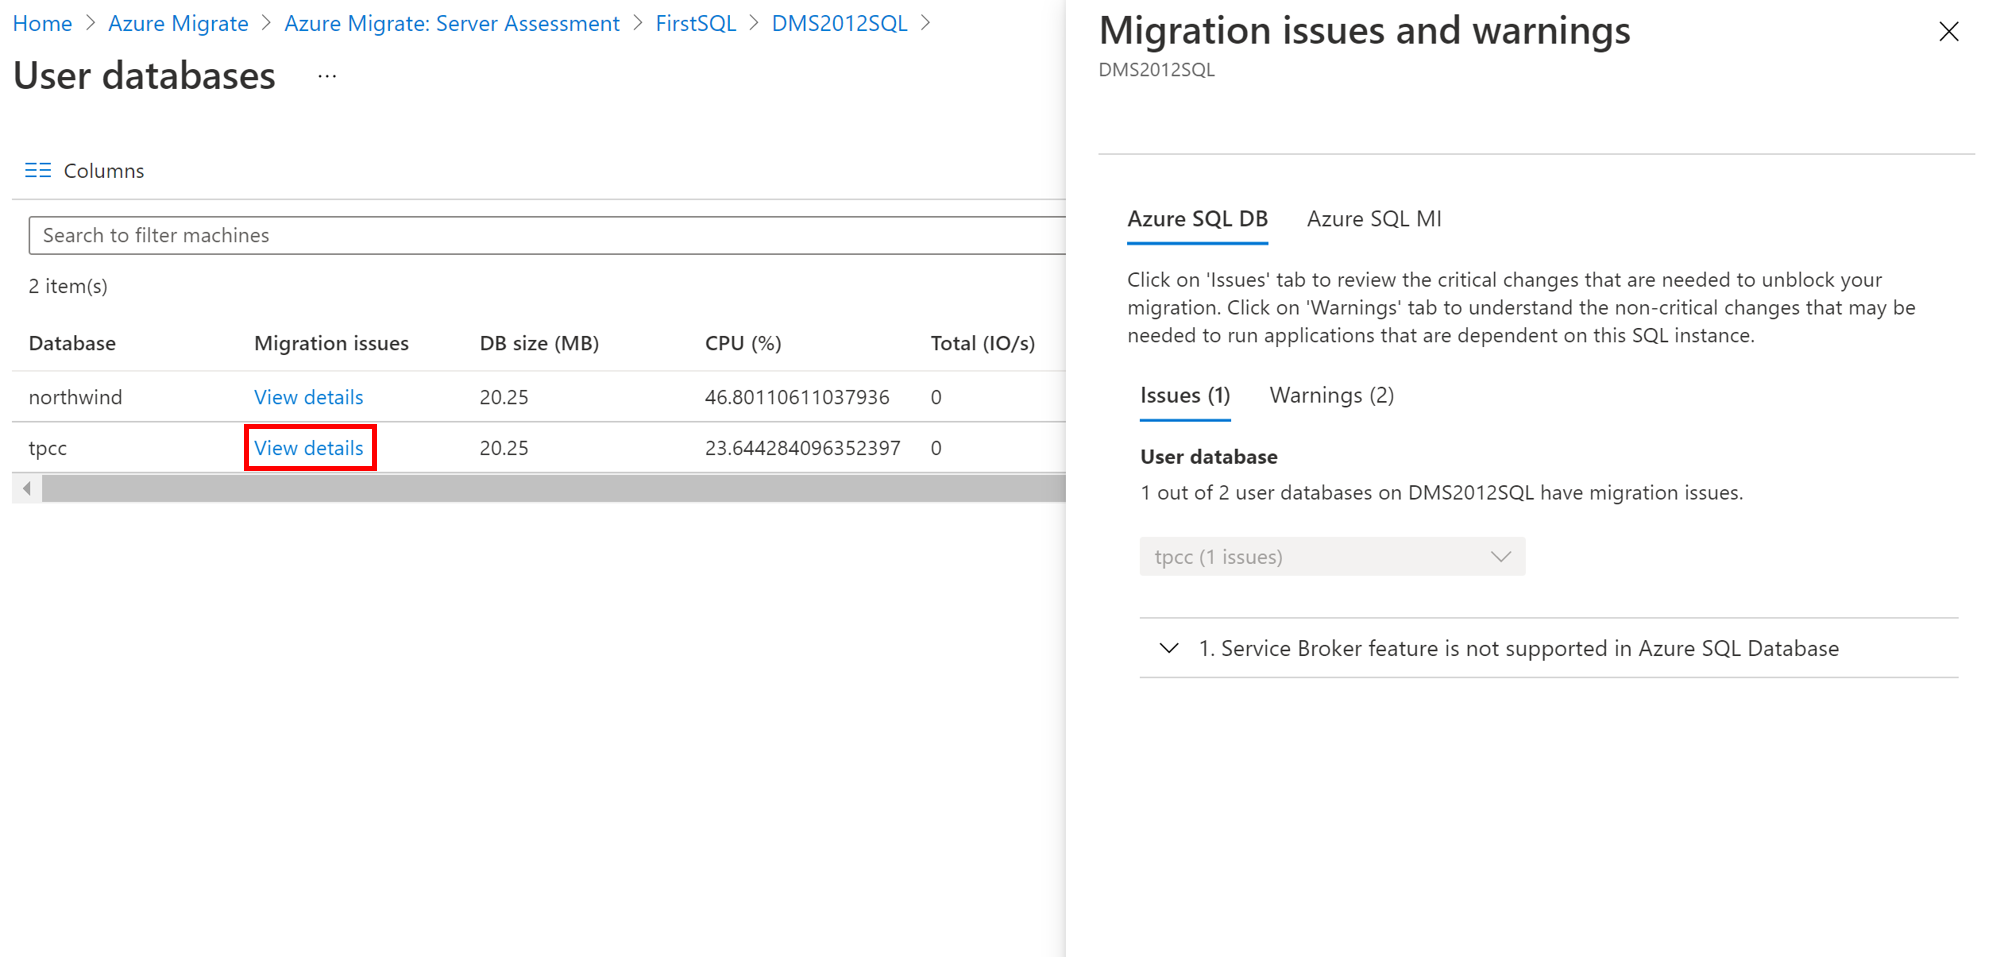 Home > Azure Migrate > Azure Migrate: Server Assessment > FirstSQL > DMS2012SQL >
User databases ...
Columns
Search to filter machines
2 item(s)
Database Migration issues DB size (MB) CPU (%) Total (IO/s)
northwind View details 20.25 46.80110611037936 0
tpcc View details 20.25 23.644284096352397 0
Migration issues and warnings
DMS2012SQL
Azure SQL DB Azure SQL MI
Click on 'Issues' tab to review the critical changes that are needed to unblock your
migration. Click on 'Warnings' tab to understand the non-critical changes that may be
needed to run applications that are dependent on this SQL instance.
Issues (1) Warnings (2)
User database
1 out of 2 user databases on DMS2012SQL have migration issues.
tpcc (1 issues)
1. Service Broker feature is not supported in Azure SQL Database